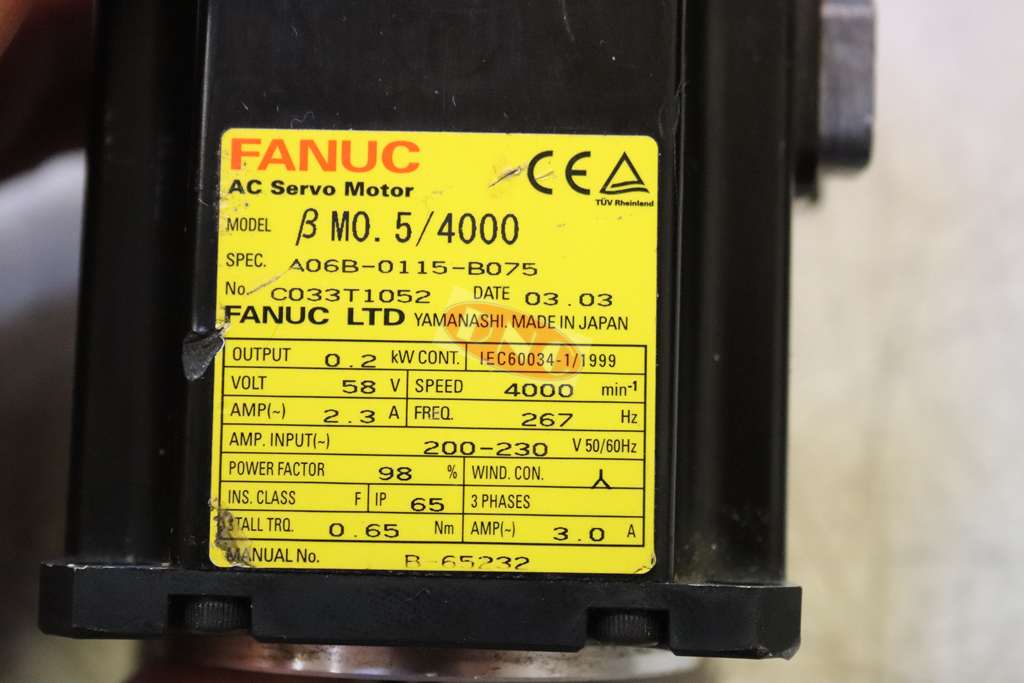 FANUC
CE TÜV Rheinland
AC Servo Motor
MODEL β M0.5/4000
SPEC. A06B-0115-B075
No. C033T1052 DATE 03.03
FANUC LTD YAMANASHI. MADE IN JAPAN
DNC
OUTPUT 0.2 kW CONT. IEC60034-1/1999
VOLT 58 V SPEED 4000 min-1
AMP(~) 2.3 A FREQ. 267 Hz
AMP. INPUT(~) 200-230 V 50/60Hz
POWER FACTOR 98 % WIND. CON.
INS. CLASS F IP 65 3 PHASES
STALL TRQ. 0.65 Nm AMP(~) 3.0 A
MANUAL No. B-65232